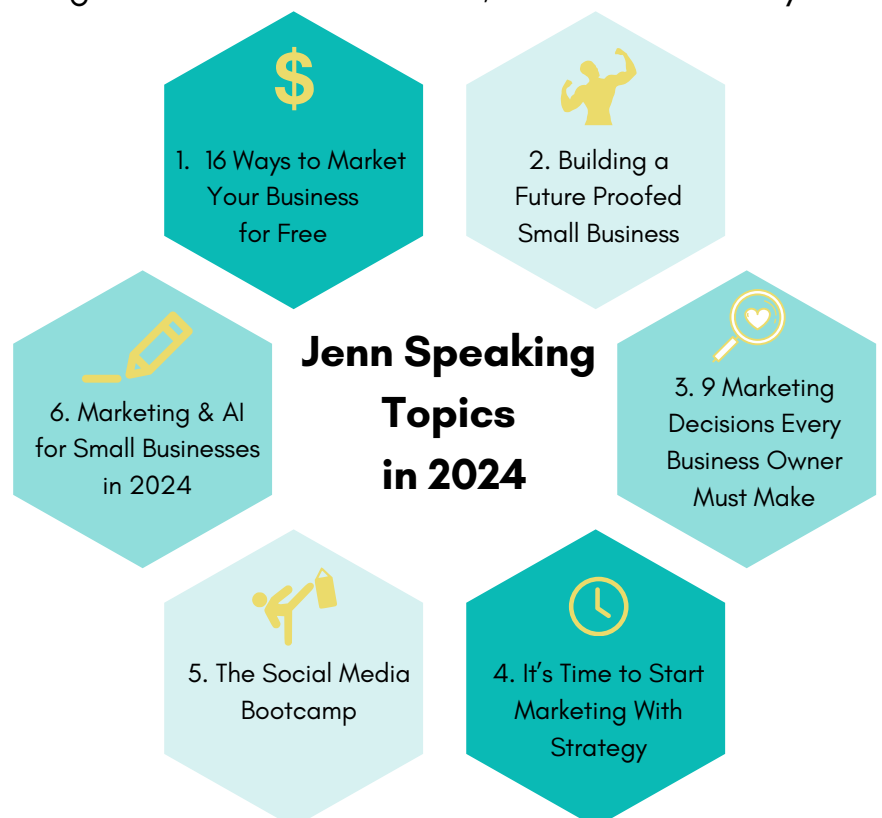 Jenn Speaking
Topics
in 2024
$
1. 16 Ways to Market
Your Business
for Free
2. Building a
Future Proofed
Small Business
3. 9 Marketing
Decisions Every
Business Owner
Must Make
4. It's Time to Start
Marketing With
Strategy
5. The Social Media
Bootcamp
6. Marketing & AI
for Small Businesses
in 2024